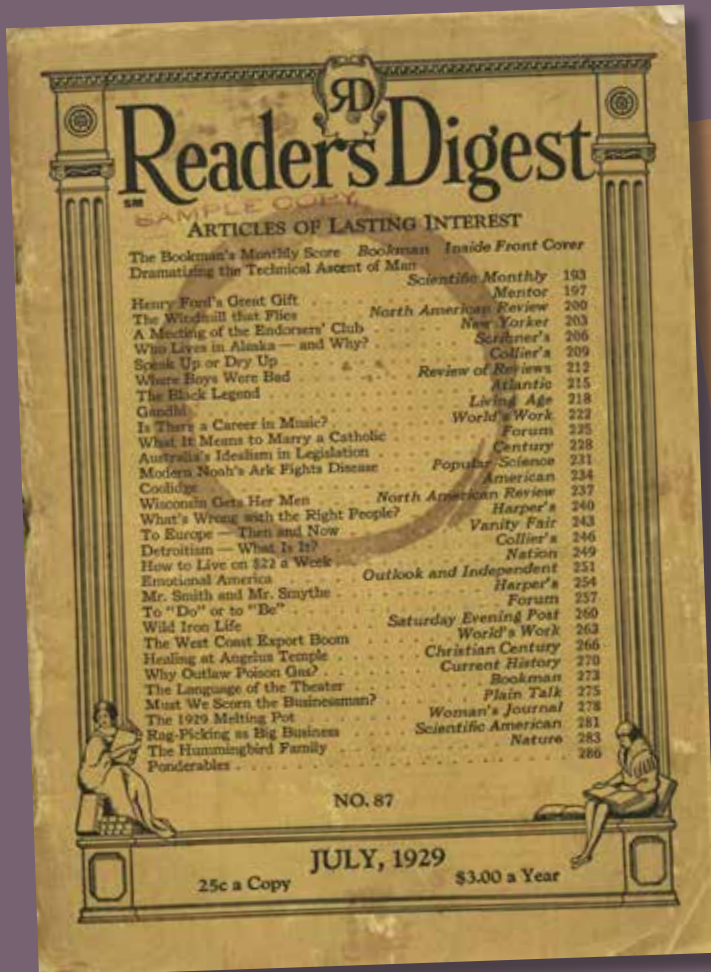 RD
Reader's Digest
SM
SAMPLE COPY
ARTICLES OF LASTING INTEREST
The Bookman's Monthly Score Bookman Inside Front Cover
Dramatizing the Technical Ascent of Man
Scientific Monthly 193
Henry Ford's Great Gift . . . . Mentor 197
The Windmill that Flies . . North American Review 200
A Meeting of the Endorsers' Club . . New Yorker 203
Who Lives in Alaska — and Why? . . Scribner's 206
Speak Up or Dry Up . . . . Collier's 209
Where Boys Were Bad . . Review of Reviews 212
The Black Legend . . . . Atlantic 215
Gandhi . . . . Living Age 218
Is There a Career in Music? . . World's Work 222
What It Means to Marry a Catholic . . Forum 225
Australia's Idealism in Legislation . . Century 228
Modern Noah's Ark Fights Disease Popular Science 231
Coolidge . . . . American 234
Wisconsin Gets Her Men North American Review 237
What's Wrong with the Right People? Harper's 240
To Europe — Then and Now . . Vanity Fair 243
Detroitism — What Is It? . . Collier's 246
How to Live on $22 a Week . . Nation 249
Emotional America . . Outlook and Independent 251
Mr. Smith and Mr. Smythe . . Harper's 254
To "Do" or to "Be" . . . . Forum 257
Wild Iron Life . . Saturday Evening Post 260
The West Coast Export Boom . . World's Work 263
Healing at Angelus Temple . . Christian Century 266
Why Outlaw Poison Gas? . . Current History 270
The Language of the Theater . . Bookman 273
Must We Scorn the Businessman? . . Plain Talk 275
The 1929 Melting Pot . . Woman's Journal 278
Rag-Picking as Big Business . . Scientific American 281
The Hummingbird Family . . . . Nature 283
Ponderables . . . . 286
NO. 87
JULY, 1929
25c a Copy $3.00 a Year